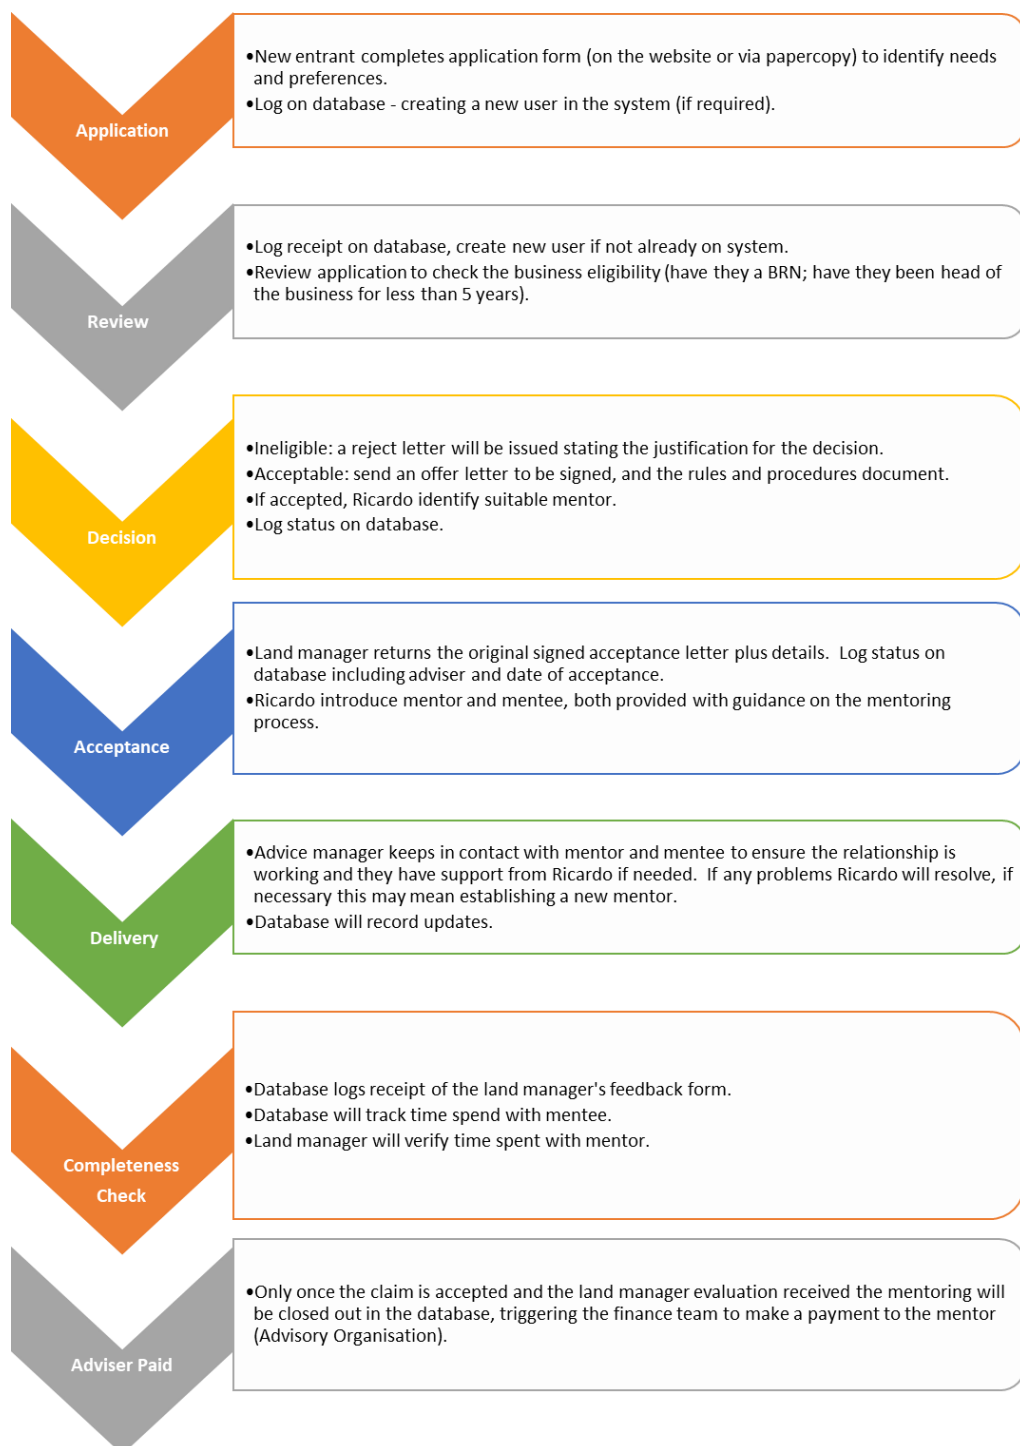 Application
•New entrant completes application form (on the website or via papercopy) to identify needs
and preferences.
•Log on database - creating a new user in the system (if required).
Review
•Log receipt on database, create new user if not already on system.
•Review application to check the business eligibility (have they a BRN; have they been head of
the business for less than 5 years).
Decision
•Ineligible: a reject letter will be issued stating the justification for the decision.
•Acceptable: send an offer letter to be signed, and the rules and procedures document.
•If accepted, Ricardo identify suitable mentor.
•Log status on database.
Acceptance
•Land manager returns the original signed acceptance letter plus details.  Log status on
database including adviser and date of acceptance.
•Ricardo introduce mentor and mentee, both provided with guidance on the mentoring
process.
Delivery
•Advice manager keeps in contact with mentor and mentee to ensure the relationship is
working and they have support from Ricardo if needed.  If any problems Ricardo will resolve, if
necessary this may mean establishing a new mentor.
•Database will record updates.
Completeness
Check
•Database logs receipt of the land manager's feedback form.
•Database will track time spend with mentee.
•Land manager will verify time spent with mentor.
Adviser Paid
•Only once the claim is accepted and the land manager evaluation received the mentoring will
be closed out in the database, triggering the finance team to make a payment to the mentor
(Advisory Organisation).